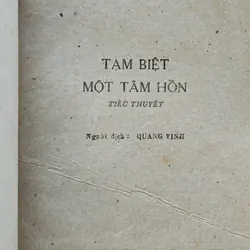 TẠM BIỆT
MỘT TÂM HỒN
TIỂU THUYẾT
Người dịch : QUANG VINH